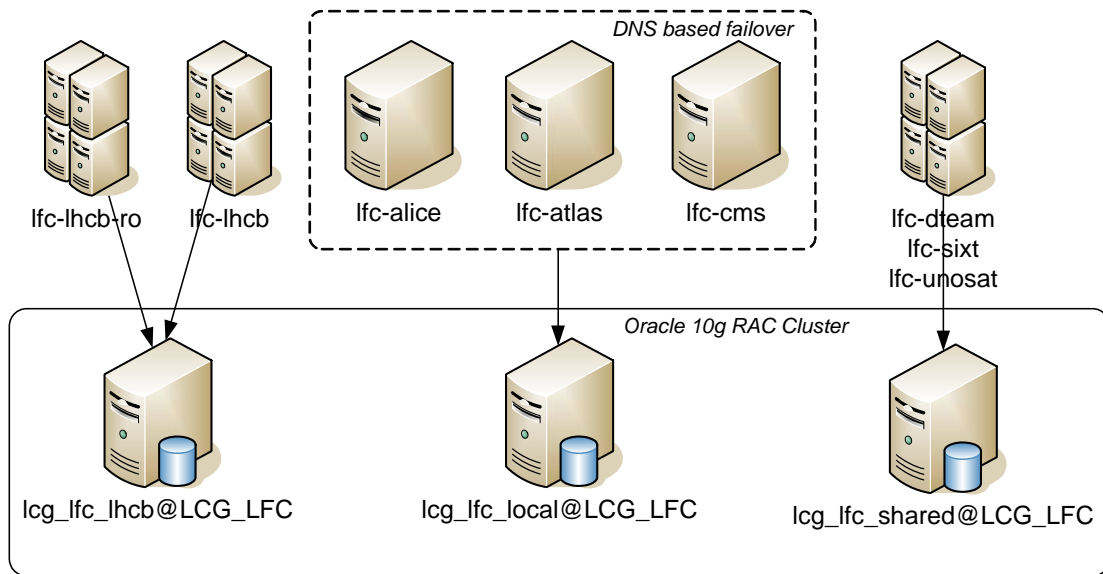 DNS based failover
lfc-lhcb-ro
lfc-lhcb
lfc-alice
lfc-atlas
lfc-cms
lfc-dteam
lfc-sixt
lfc-unosat
Oracle 10g RAC Cluster
lcg_lfc_lhcb@LCG_LFC
lcg_lfc_local@LCG_LFC
lcg_lfc_shared@LCG_LFC